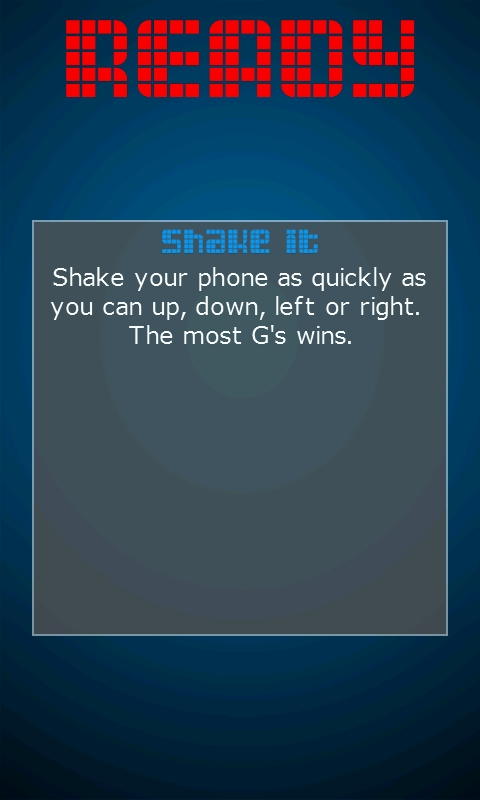 READY
Shake It
Shake your phone as quickly as
you can up, down, left or right.
The most G's wins.